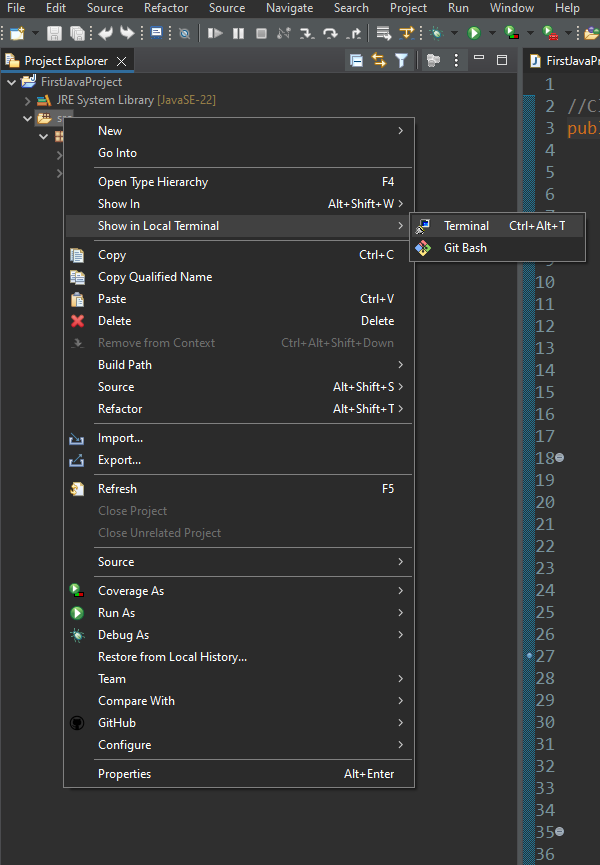 File Edit Source Refactor Source Navigate Search Project Run Window Help
Project Explorer
FirstJavaProject
JRE System Library [JavaSE-22]
New
Go Into
Open Type Hierarchy F4
Show In Alt+Shift+W
Show in Local Terminal
Terminal Ctrl+Alt+T
Git Bash
Copy Ctrl+C
Copy Qualified Name
Paste Ctrl+V
Delete Delete
Remove from Context Ctrl+Alt+Shift+Down
Build Path
Source Alt+Shift+S
Refactor Alt+Shift+T
Import...
Export...
Refresh F5
Close Project
Close Unrelated Project
Source
Coverage As
Run As
Debug As
Restore from Local History...
Team
Compare With
GitHub
Configure
Properties Alt+Enter
FirstJavaPr
1
2 //C
3 publ
4
5
6
7
9
10
11
12
13
14
15
16
17
18
19
20
21
22
23
24
25
26
27
28
29
30
31
32
33
34
35
36